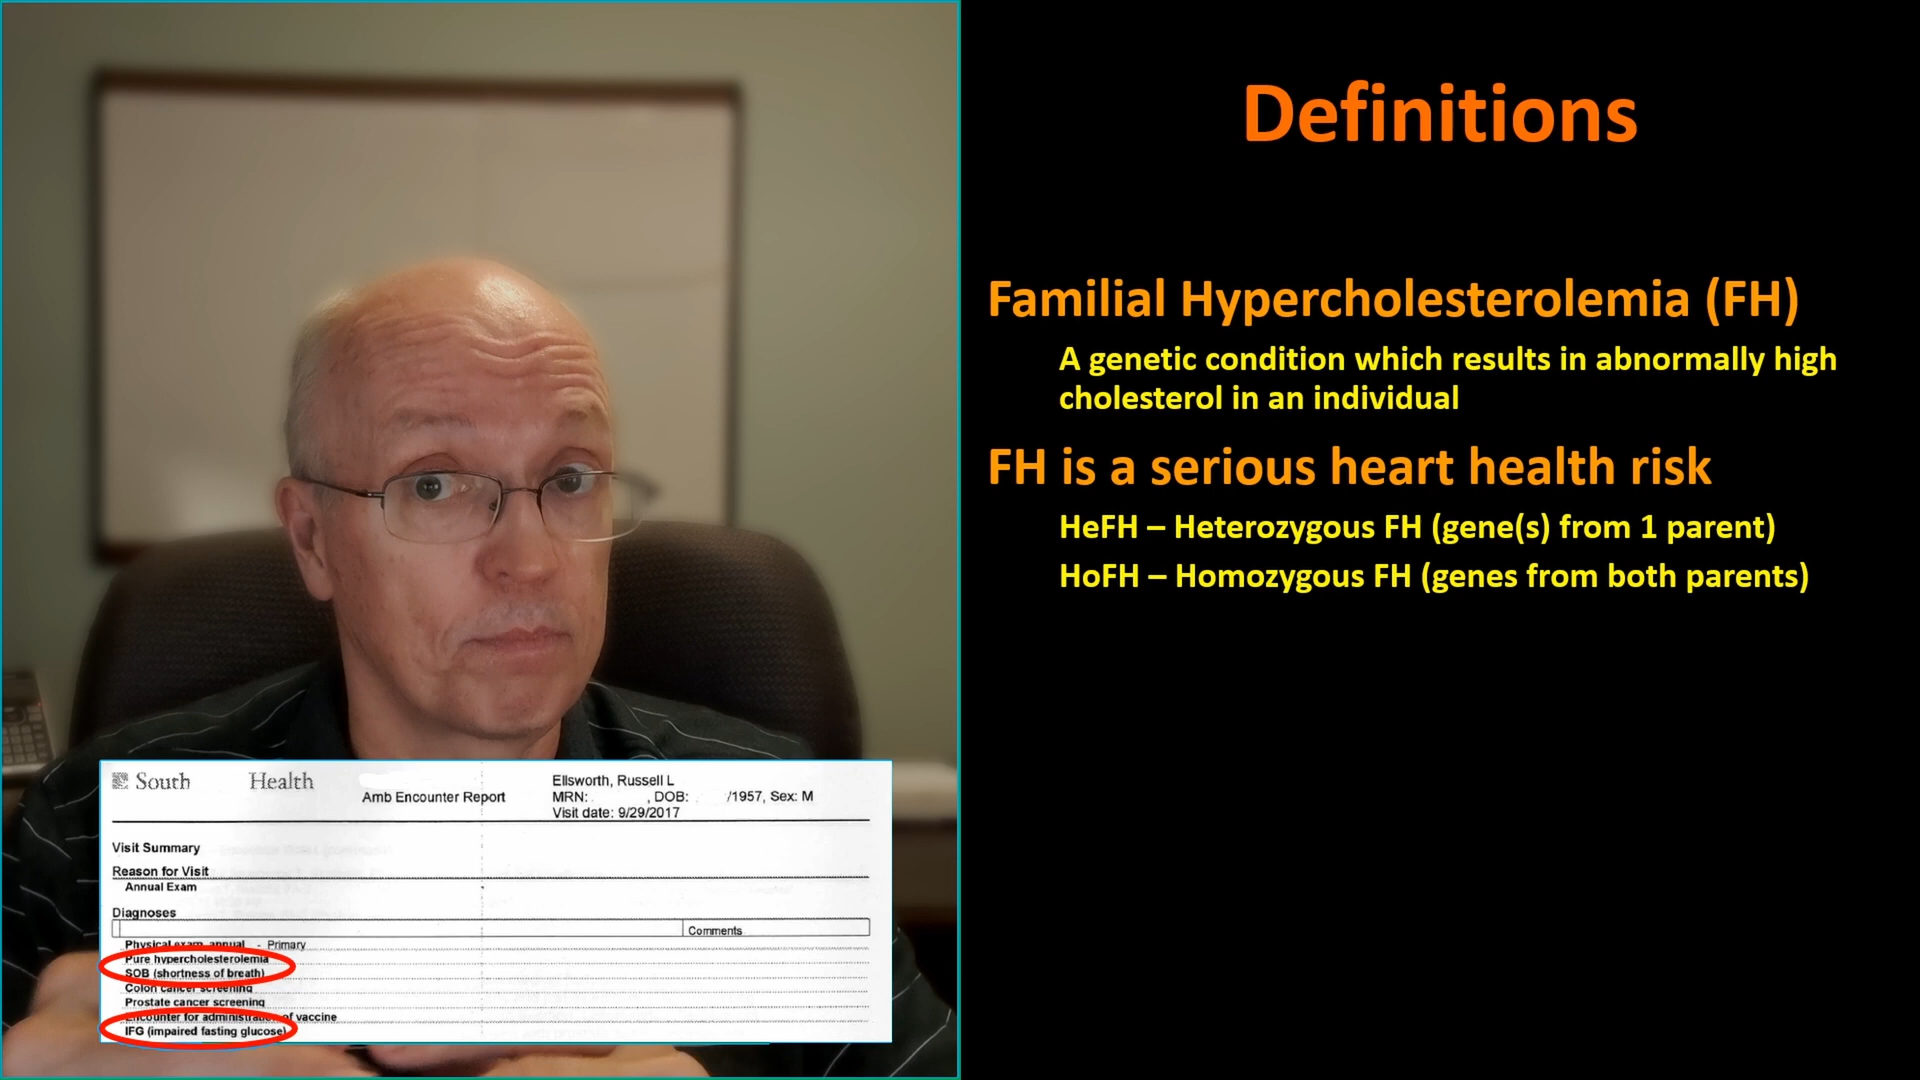 Definitions
Familial Hypercholesterolemia (FH)
A genetic condition which results in abnormally high
cholesterol in an individual
FH is a serious heart health risk
HeFH – Heterozygous FH (gene(s) from 1 parent)
HoFH – Homozygous FH (genes from both parents)
South Health
Amb Encounter Report
Ellsworth, Russell L
MRN: , DOB: /1957, Sex: M
Visit date: 9/29/2017
Visit Summary
Reason for Visit
Annual Exam
Diagnoses
Comments
Physical exam, annual - Primary
Pure hypercholesterolemia
SOB (shortness of breath)
Colon cancer screening
Prostate cancer screening
Encounter for administration of vaccine
IFG (impaired fasting glucose)